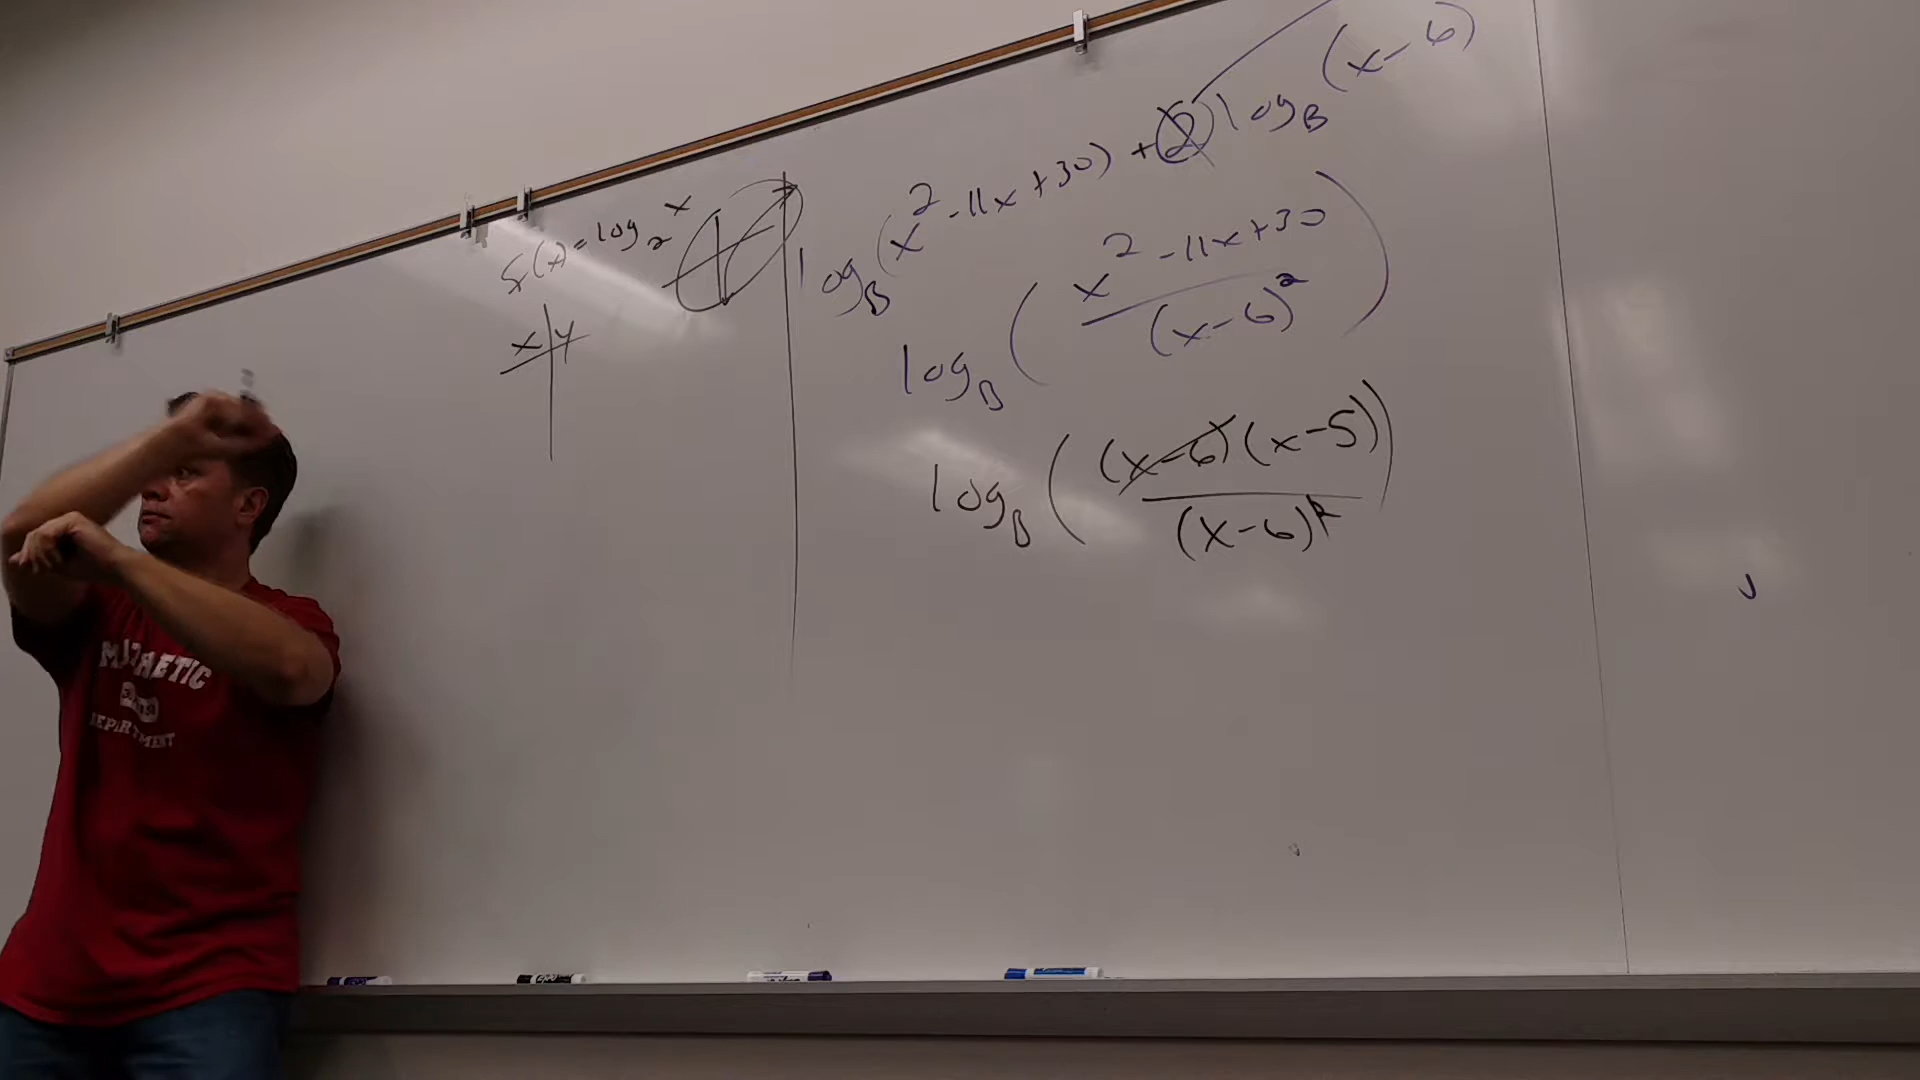 f(x) = log₂ x
x | y
log_B (x² - 11x + 30) + 2 log_B (x - 6)
log_B ( (x² - 11x + 30) / (x - 6)² )
log_B ( (x - 6)(x - 5) / (x - 6)² )
DEPARTMENT